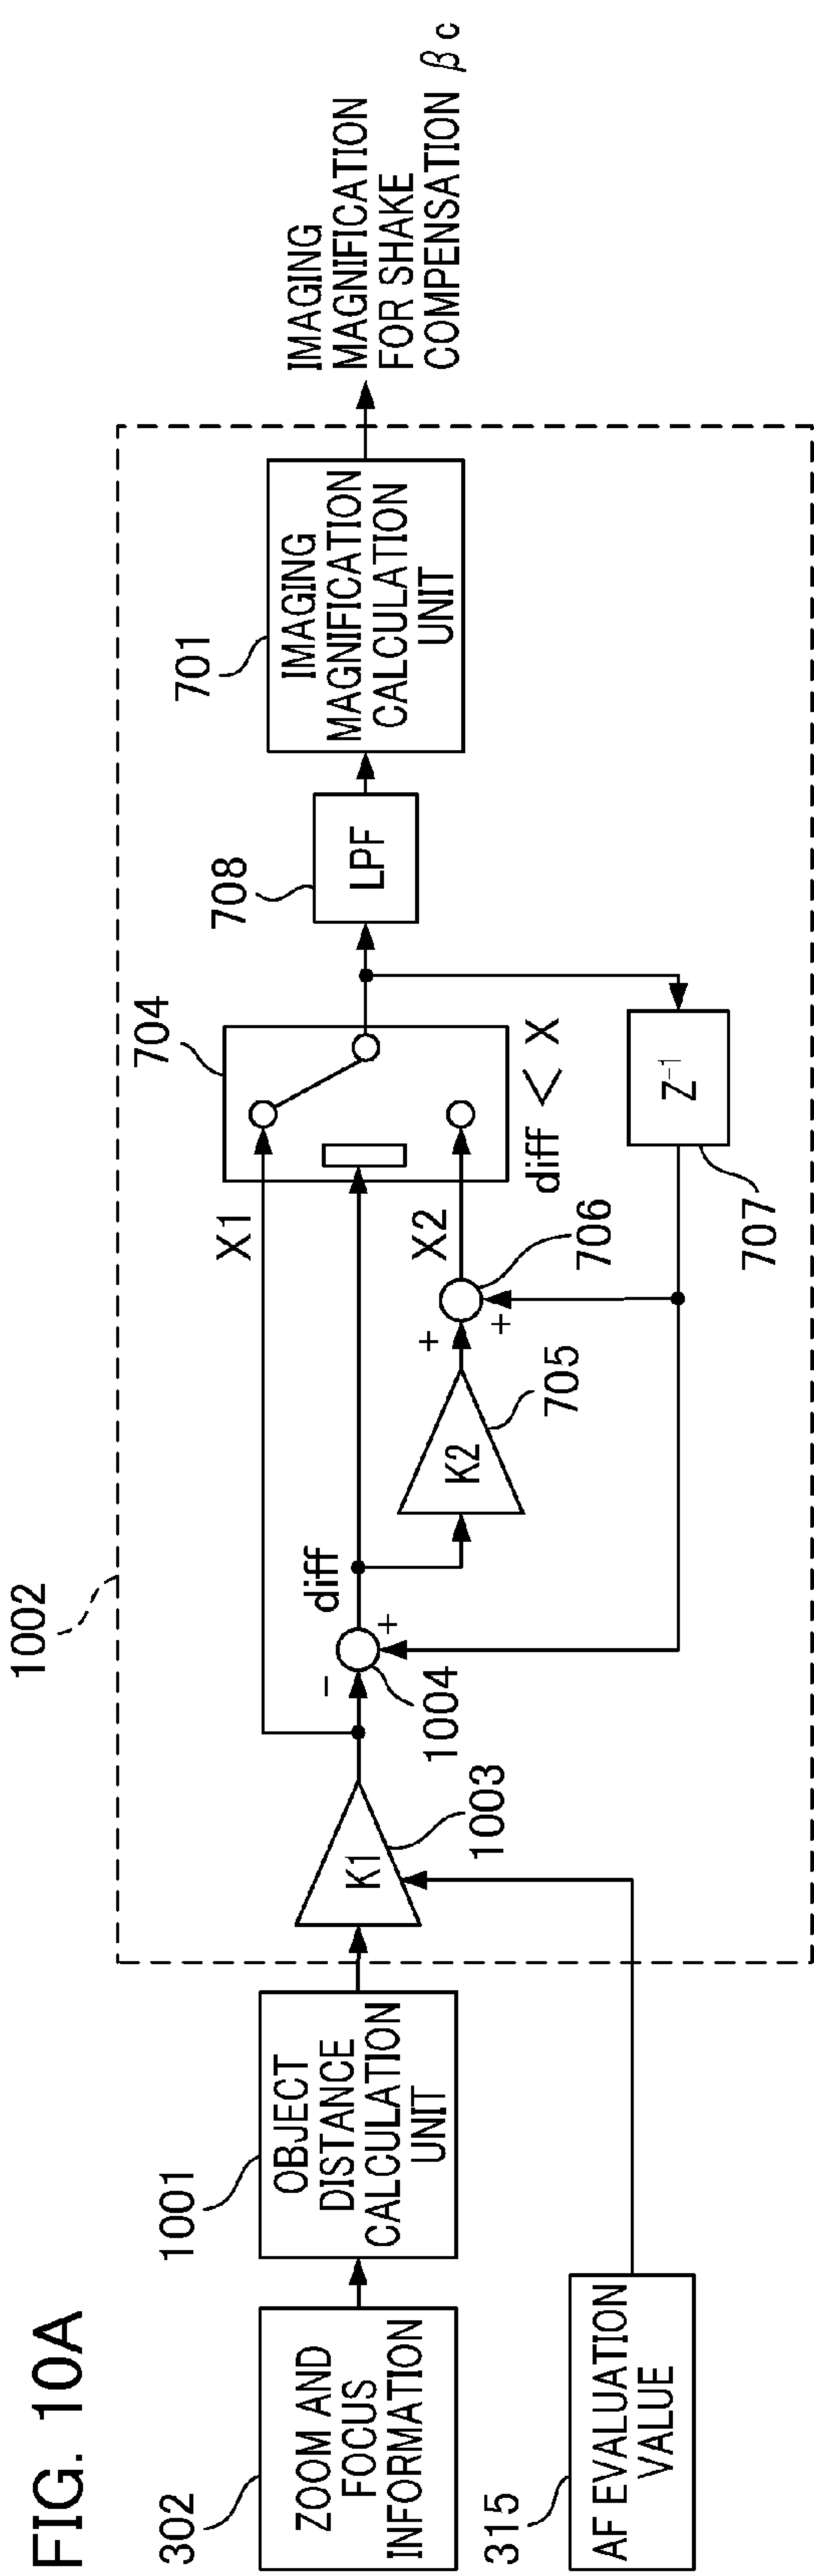 FIG. 10A
302
ZOOM AND
FOCUS
INFORMATION
315
AF EVALUATION
VALUE
1001
OBJECT
DISTANCE
CALCULATION
UNIT
1002
K1
1003
−
+
1004
diff
X1
K2
705
+
+
706
X2
704
diff < X
Z⁻¹
707
708
LPF
701
IMAGING
MAGNIFICATION
CALCULATION
UNIT
IMAGING
MAGNIFICATION
FOR SHAKE
COMPENSATION βc